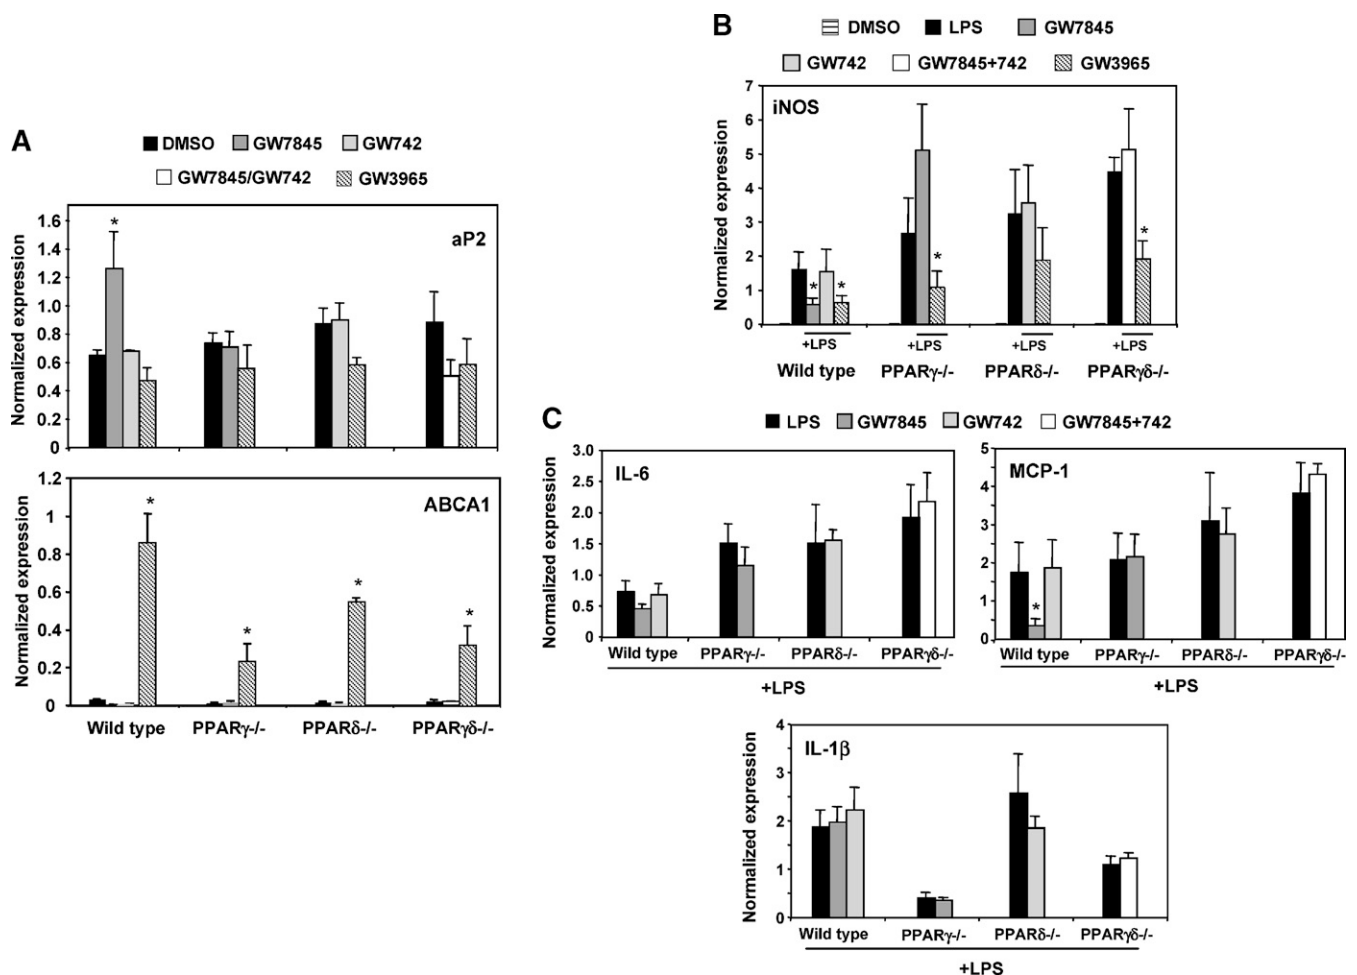 A
DMSO GW7845 GW742
GW7845/GW742 GW3965
Normalized expression
1.6
1.4
1.2
1.0
0.8
0.6
0.4
0.2
0
aP2
*
Normalized expression
1.2
1
0.8
0.6
0.4
0.2
0
ABCA1
* * * *
Wild type PPARγ-/- PPARδ-/- PPARγδ-/-
B
DMSO LPS GW7845
GW742 GW7845+742 GW3965
Normalized expression
7
6
5
4
3
2
1
0
iNOS
* * * *
+LPS +LPS +LPS +LPS
Wild type PPARγ-/- PPARδ-/- PPARγδ-/-
C
LPS GW7845 GW742 GW7845+742
Normalized expression
3.0
2.5
2.0
1.5
1.0
0.5
0
IL-6
Wild type PPARγ-/- PPARδ-/- PPARγδ-/-
+LPS
Normalized expression
5
4
3
2
1
0
MCP-1
*
Wild type PPARγ-/- PPARδ-/- PPARγδ-/-
+LPS
Normalized expression
4
3
2
1
0
IL-1β
Wild type PPARγ-/- PPARδ-/- PPARγδ-/-
+LPS